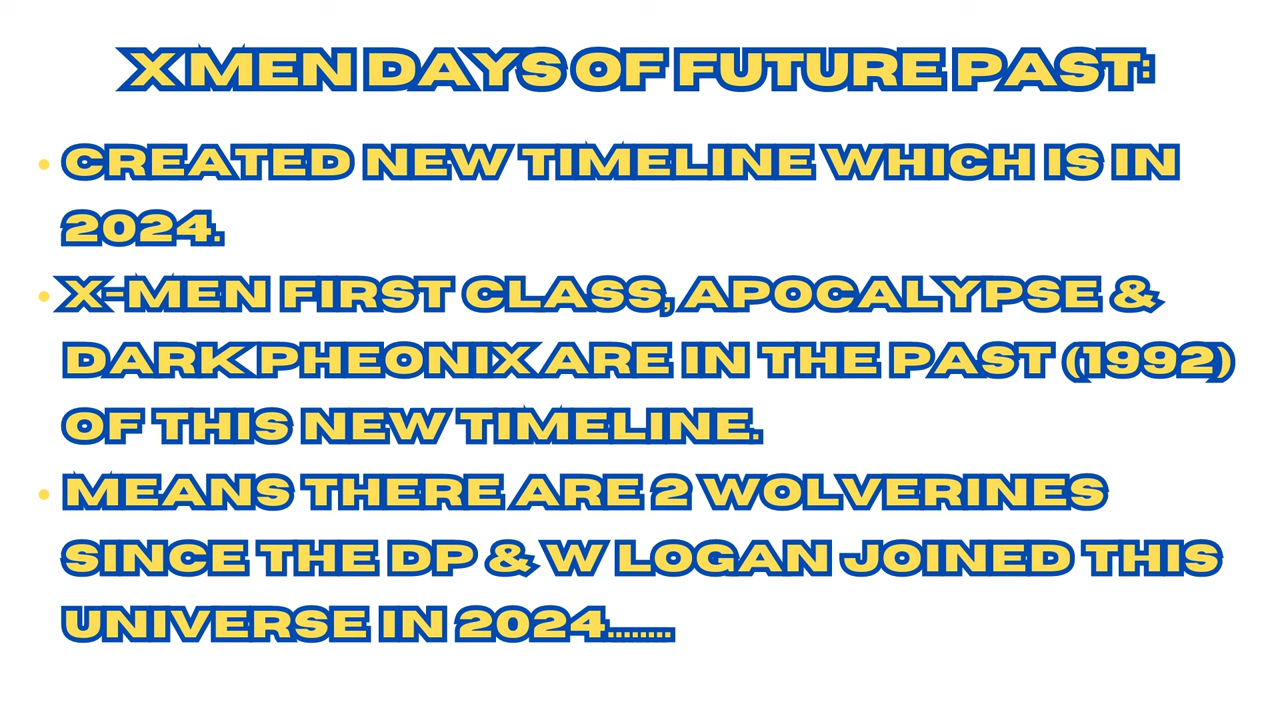 XMEN DAYS OF FUTURE PAST:
• CREATED NEW TIMELINE WHICH IS IN
2024.
• X-MEN FIRST CLASS, APOCALYPSE &
DARK PHEONIX ARE IN THE PAST (1992)
OF THIS NEW TIMELINE.
• MEANS THERE ARE 2 WOLVERINES
SINCE THE DP & W LOGAN JOINED THIS
UNIVERSE IN 2024........